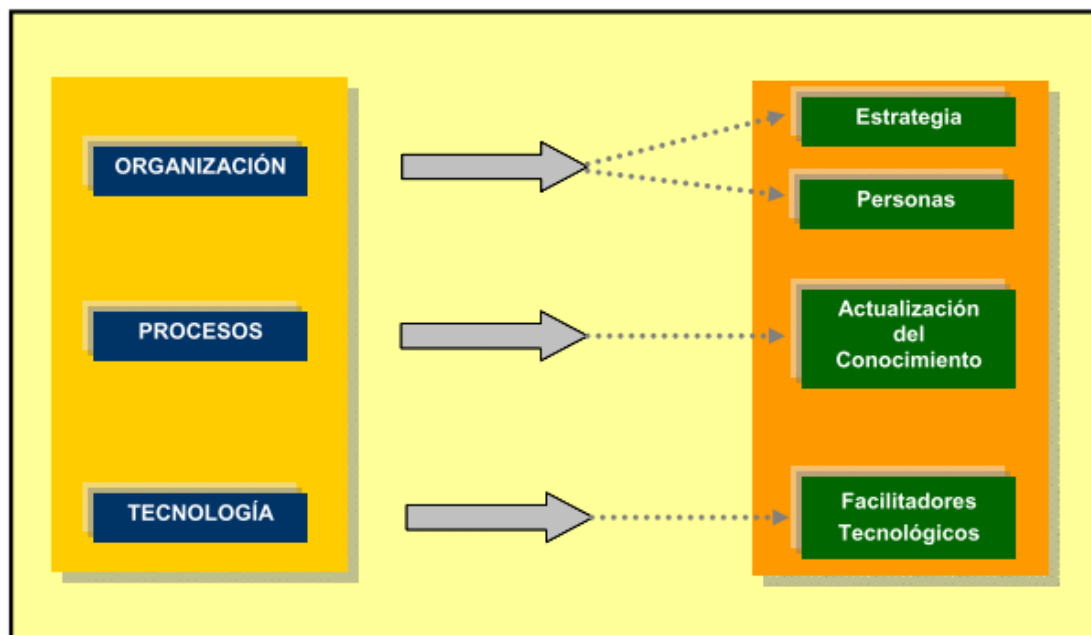 ORGANIZACIÓN
PROCESOS
TECNOLOGÍA
Estrategia
Personas
Actualización
del
Conocimiento
Facilitadores
Tecnológicos